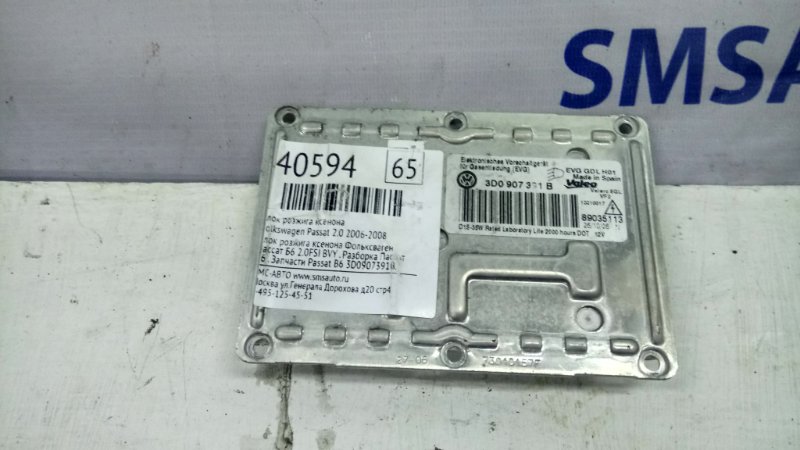 SMSA
40594 65
лок розжига ксенона
olkswagen Passat 2.0 2006-2008
лок розжига ксенона Фольксваген
ассат Б6 2.0FSI BVY , Разборка Пассат
6 . Запчасти Passat B6 3D0907391B.
МС-АВТО www.smsauto.ru
осква ул.Генерала Дорохова д20 стр4
-495-125-45-51
Elektronisches Vorschaltgerät
für Gasentladung (EVG)
EVG GDL H01
Made in Spain
3D0 907 391 B Valeo
89035113
D1S-35W Rated Laboratory Life 2000 hours DOT 12V
27-05